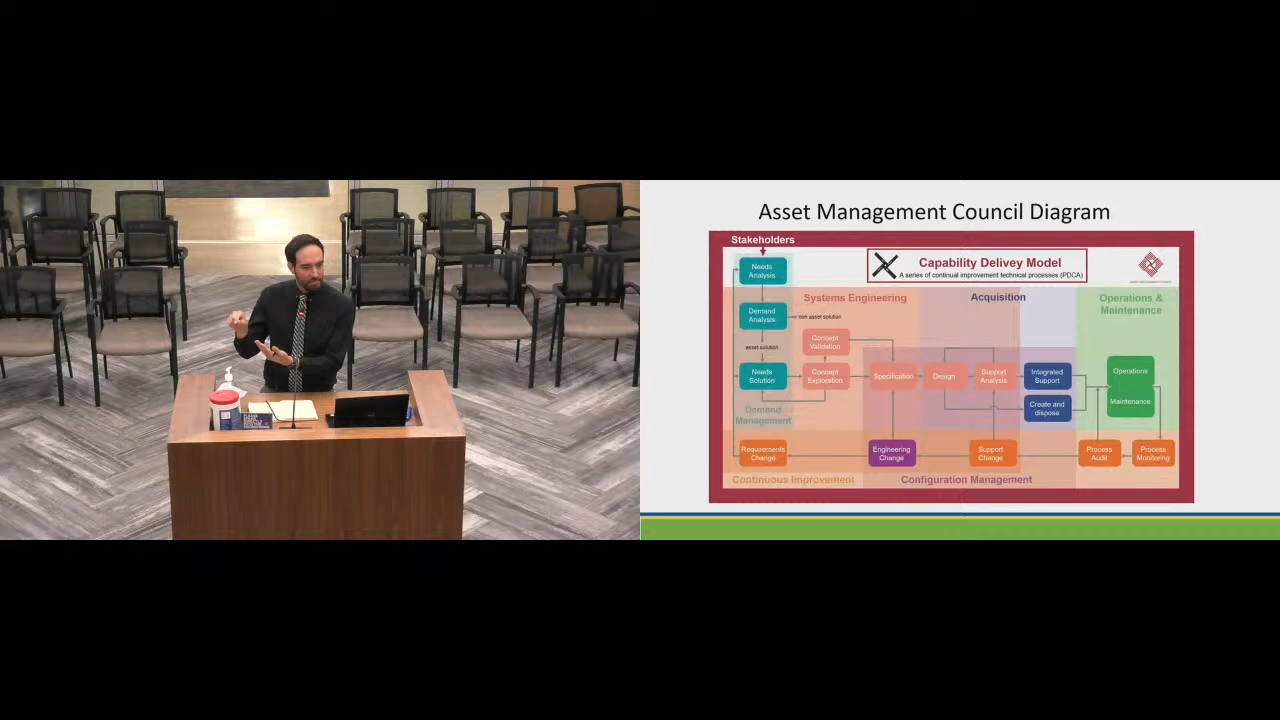 Asset Management Council Diagram
Stakeholders
Capability Delivey Model
A series of continual improvement technical processes (PDCA)
Needs
Analysis
Systems Engineering
Acquisition
Operations &
Maintenance
Demand
Analysis
non asset solution
asset solution
Concept
Validation
Needs
Solution
Concept
Exploration
Specification
Design
Support
Analysis
Integrated
Support
Create and
dispose
Operations
Maintenance
Demand
Management
Requirements
Change
Engineering
Change
Support
Change
Process
Audit
Process
Monitoring
Continuous Improvement
Configuration Management